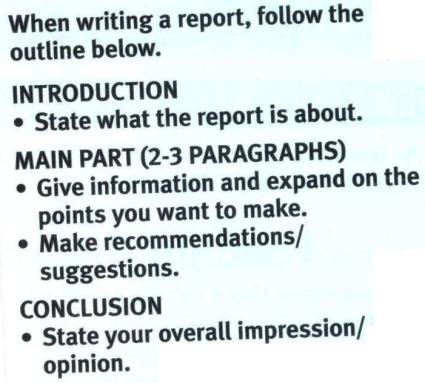 When writing a report, follow the
outline below.
INTRODUCTION
• State what the report is about.
MAIN PART (2-3 PARAGRAPHS)
• Give information and expand on the
points you want to make.
• Make recommendations/
suggestions.
CONCLUSION
• State your overall impression/
opinion.